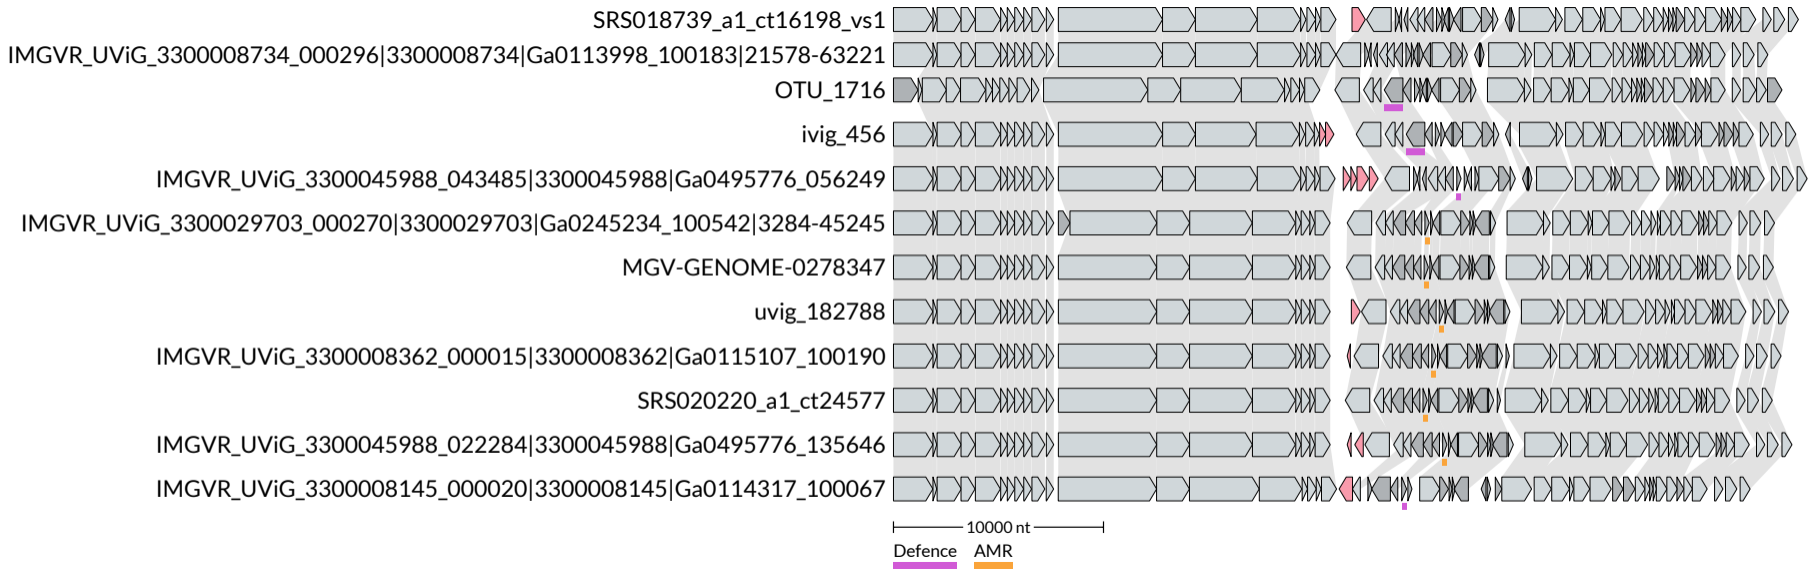 SRS018739_a1_ct16198_vs1
IMGVR_UViG_3300008734_000296|3300008734|Ga0113998_100183|21578-63221
OTU_1716
ivig_456
IMGVR_UViG_3300045988_043485|3300045988|Ga0495776_056249
IMGVR_UViG_3300029703_000270|3300029703|Ga0245234_100542|3284-45245
MGV-GENOME-0278347
uvig_182788
IMGVR_UViG_3300008362_000015|3300008362|Ga0115107_100190
SRS020220_a1_ct24577
IMGVR_UViG_3300045988_022284|3300045988|Ga0495776_135646
IMGVR_UViG_3300008145_000020|3300008145|Ga0114317_100067
10000 nt
Defence AMR